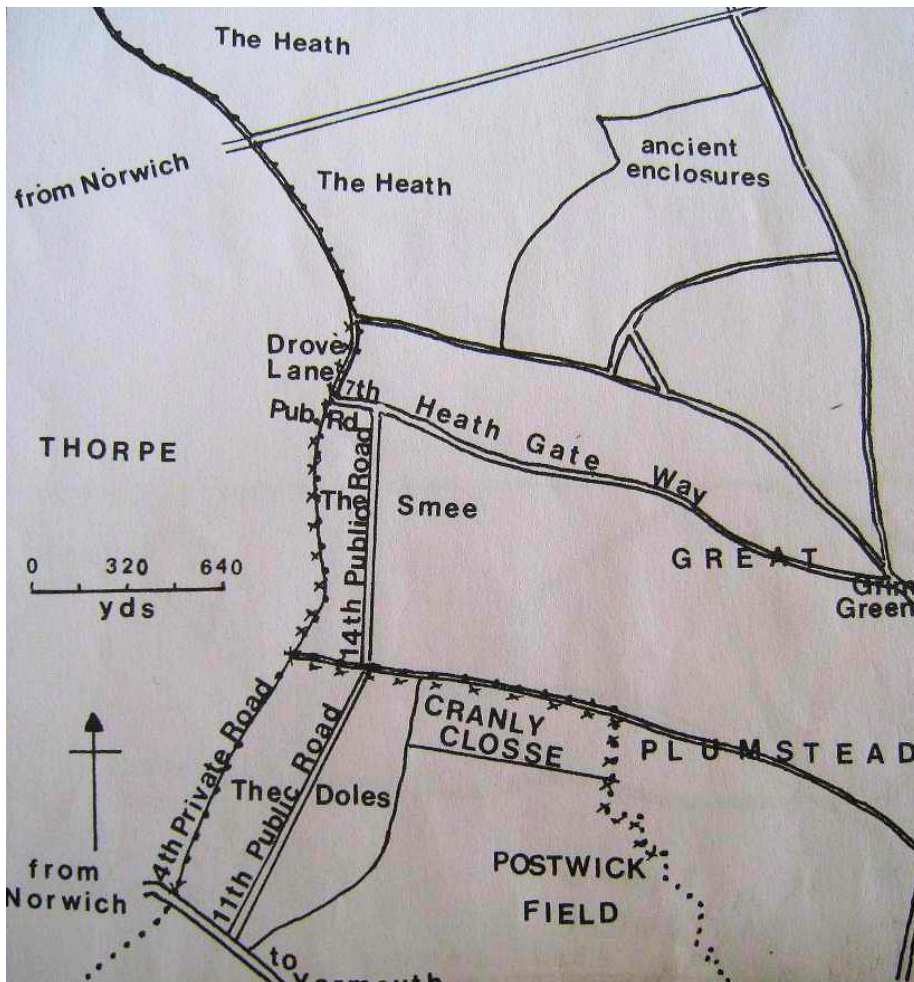 The Heath
from Norwich
The Heath
ancient
enclosures
Drove
Lane
7th
Pub. Rd
Heath Gate Way
THORPE
The Smee
14th Public Road
GREAT
Green
0 320 640
yds
CRANLY
CLOSSE
PLUMSTEAD
4th Private Road
11th Public Road
The Doles
POSTWICK
FIELD
from
Norwich
to
Yarmouth